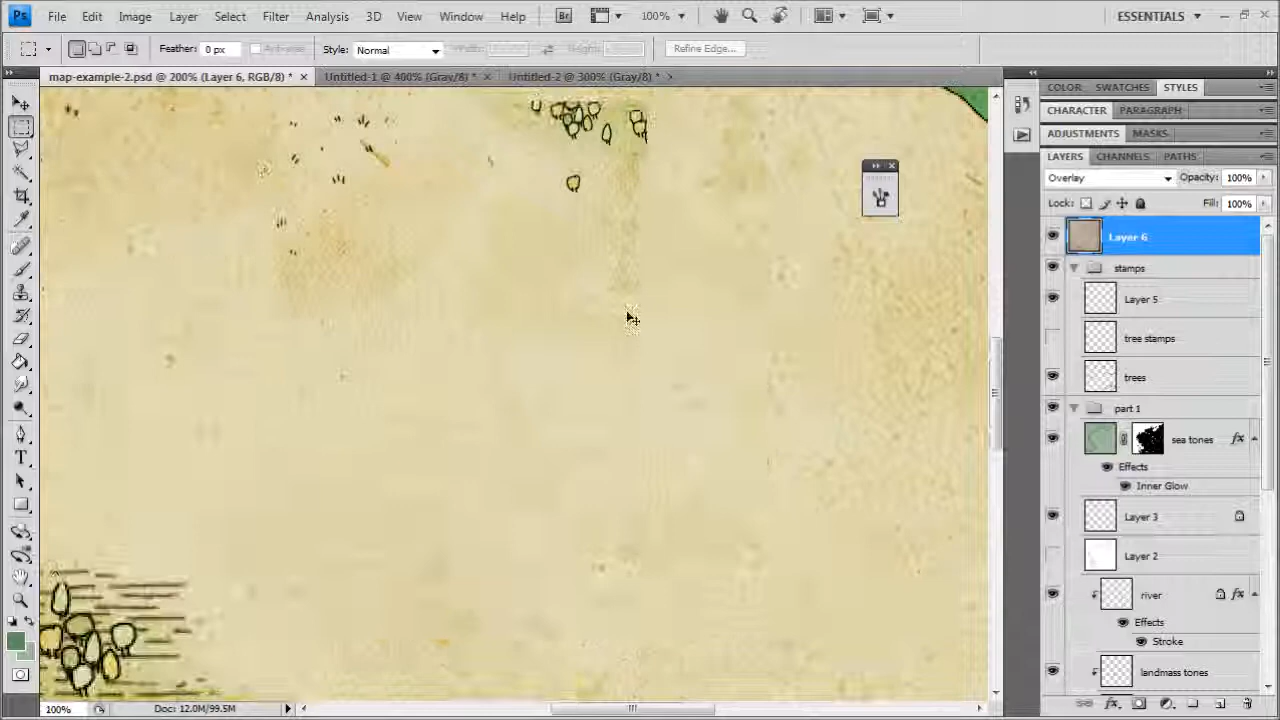 Ps File Edit Image Layer Select Filter Analysis 3D View Window Help Br 100% ESSENTIALS
Feather: 0 px Style: Normal Refine Edge...
map-example-2.psd @ 200% (Layer 6, RGB/8) * Untitled-1 @ 400% (Gray/8) * Untitled-2 @ 300% (Gray/8) *
COLOR SWATCHES STYLES
CHARACTER PARAGRAPH
ADJUSTMENTS MASKS
LAYERS CHANNELS PATHS
Overlay Opacity: 100%
Lock: Fill: 100%
Layer 6
stamps
Layer 5
tree stamps
trees
part 1
sea tones fx
Effects
Inner Glow
Layer 3
Layer 2
river fx
Effects
Stroke
landmass tones
100% Doc: 12.0M/99.5M